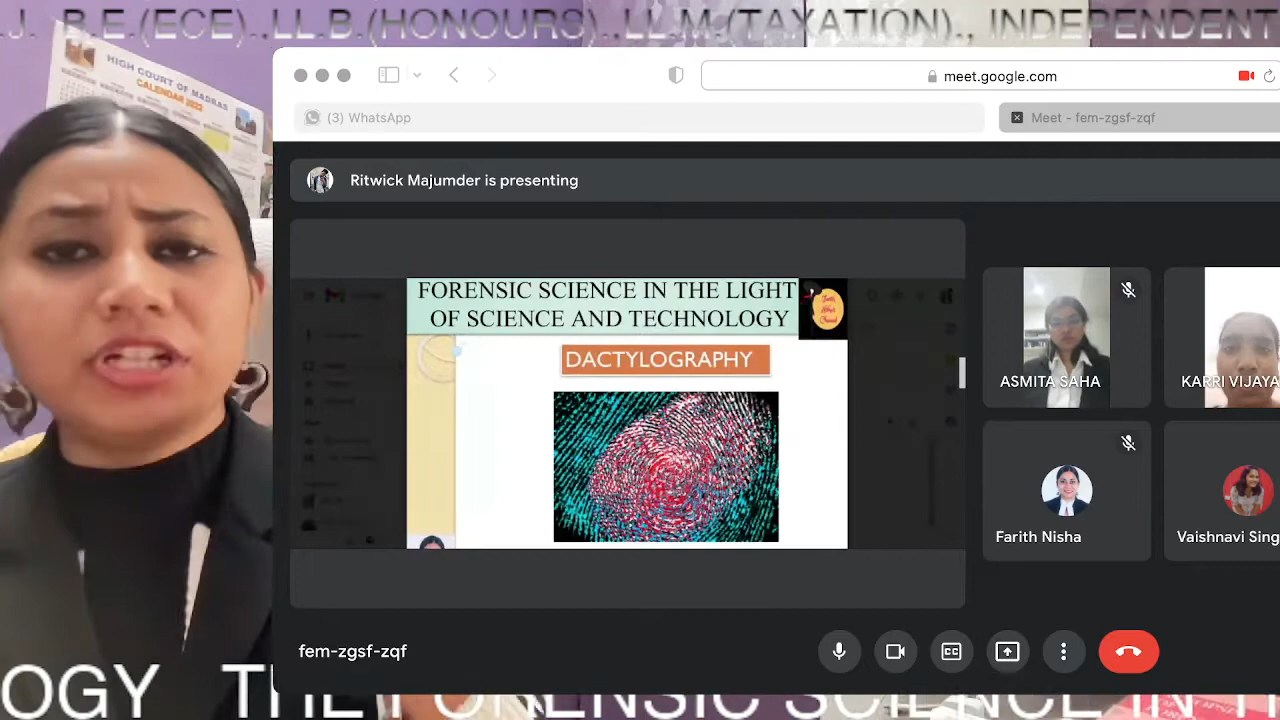 J. B.E.(ECE)..LL.B.(HONOURS)..LL.M.(TAXATION)., INDEPENDENT
HIGH COURT OF MADRAS
CALENDAR 2022
meet.google.com
(3) WhatsApp
Meet - fem-zgsf-zqf
Ritwick Majumder is presenting
FORENSIC SCIENCE IN THE LIGHT
OF SCIENCE AND TECHNOLOGY
DACTYLOGRAPHY
ASMITA SAHA
KARRI VIJAYA
Farith Nisha
Vaishnavi Sing
fem-zgsf-zqf
CC
OGY THE FORENSIC SCIENCE IN